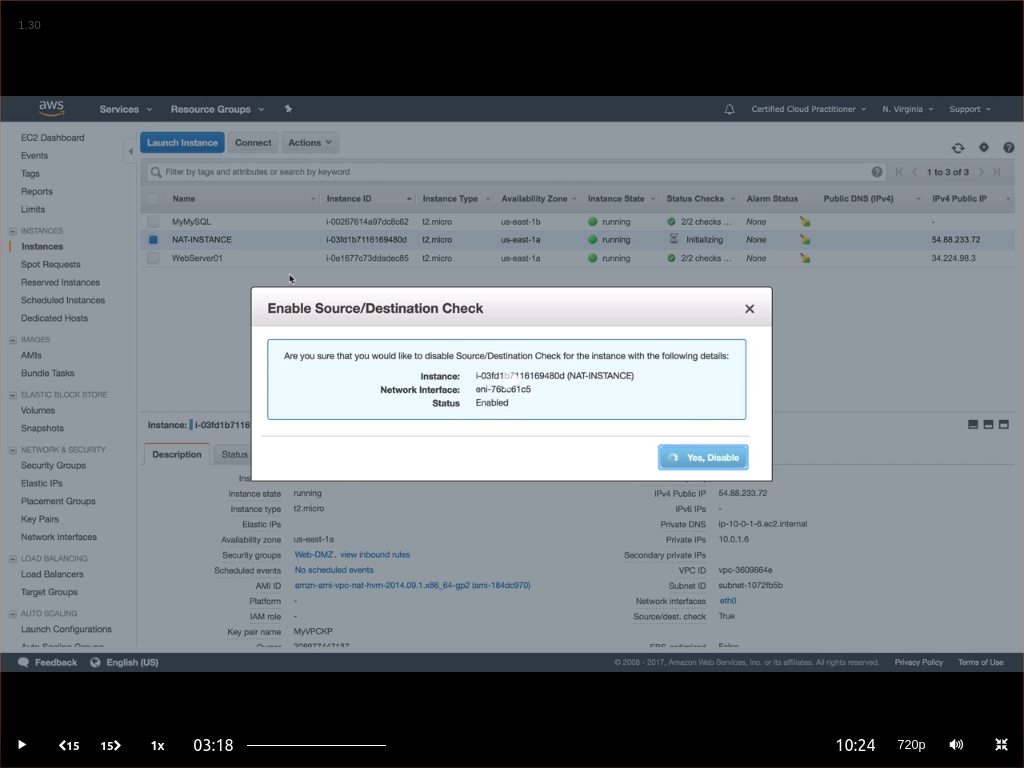 1.30
aws Services Resource Groups Certified Cloud Practitioner N. Virginia Support
EC2 Dashboard
Events
Tags
Reports
Limits
INSTANCES
Instances
Spot Requests
Reserved Instances
Scheduled Instances
Dedicated Hosts
IMAGES
AMIs
Bundle Tasks
ELASTIC BLOCK STORE
Volumes
Snapshots
NETWORK & SECURITY
Security Groups
Elastic IPs
Placement Groups
Key Pairs
Network Interfaces
LOAD BALANCING
Load Balancers
Target Groups
AUTO SCALING
Launch Configurations
Auto Scaling Groups
Launch Instance Connect Actions
Filter by tags and attributes or search by keyword 1 to 3 of 3
Name Instance ID Instance Type Availability Zone Instance State Status Checks Alarm Status Public DNS (IPv4) IPv4 Public IP
MyMySQL i-00267614a97dc8c62 t2.micro us-east-1b running 2/2 checks ... None -
NAT-INSTANCE i-03fd1b7116169480d t2.micro us-east-1a running Initializing None 54.88.233.72
WebServer01 i-0e1677c73ddadec85 t2.micro us-east-1a running 2/2 checks ... None 34.224.98.3
Enable Source/Destination Check
Are you sure that you would like to disable Source/Destination Check for the instance with the following details:
Instance: i-03fd1b7116169480d (NAT-INSTANCE)
Network Interface: eni-76bc61c5
Status Enabled
Yes, Disable
Instance: i-03fd1b7116
Description Status
Instance state running IPv4 Public IP 54.88.233.72
Instance type t2.micro IPv6 IPs -
Elastic IPs Private DNS ip-10-0-1-6.ec2.internal
Availability zone us-east-1a Private IPs 10.0.1.6
Security groups Web-DMZ. view inbound rules Secondary private IPs
Scheduled events No scheduled events VPC ID vpc-3609864e
AMI ID amzn-ami-vpc-nat-hvm-2014.09.1.x86_64-gp2 (ami-184dc970) Subnet ID subnet-1072fb5b
Platform - Network interfaces eth0
IAM role - Source/dest. check True
Key pair name MyVPCKP
Feedback English (US) © 2008 - 2017, Amazon Web Services, Inc. or its affiliates. All rights reserved. Privacy Policy Terms of Use
15 15 1x 03:18 10:24 720p